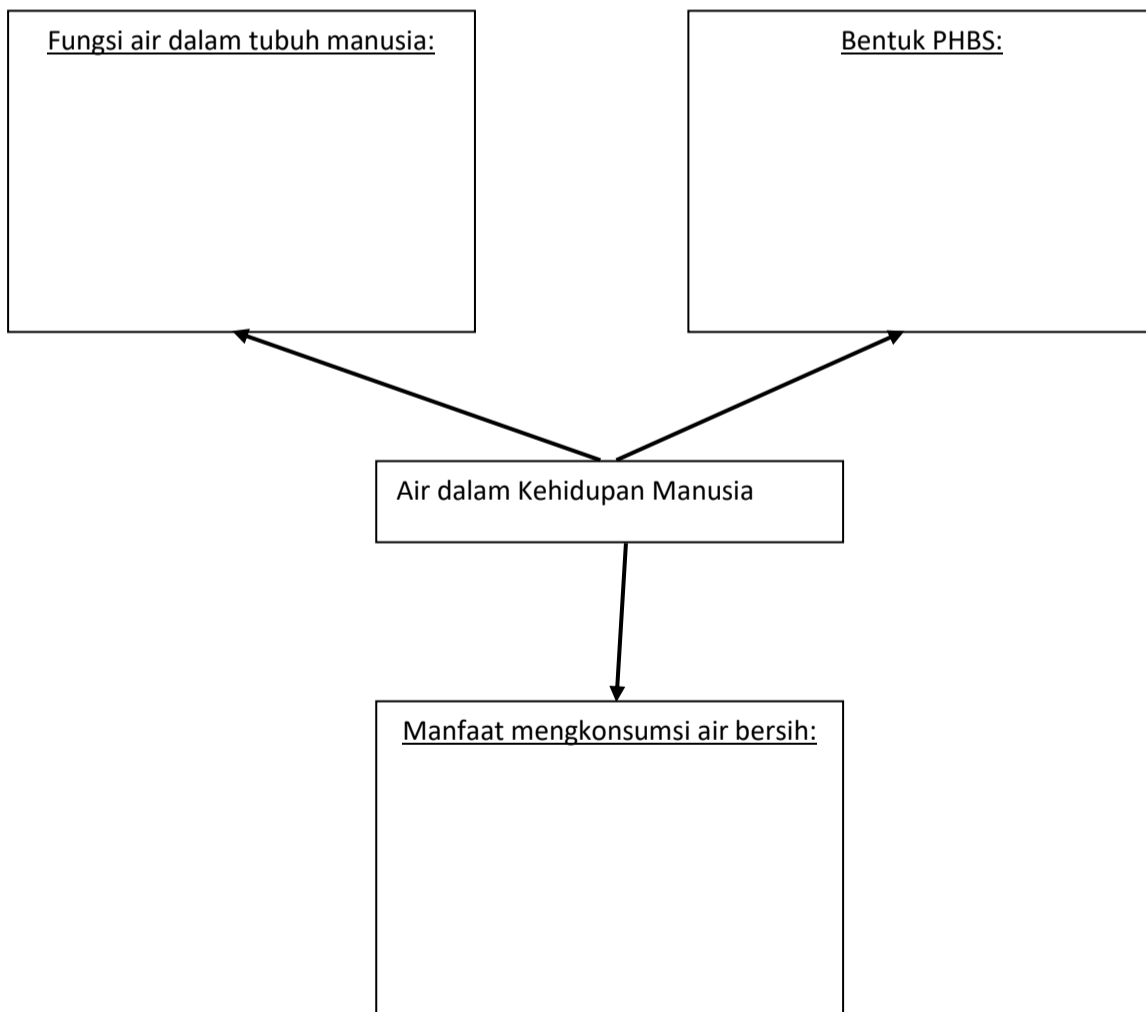 Fungsi air dalam tubuh manusia:
Bentuk PHBS:
Air dalam Kehidupan Manusia
Manfaat mengkonsumsi air bersih: